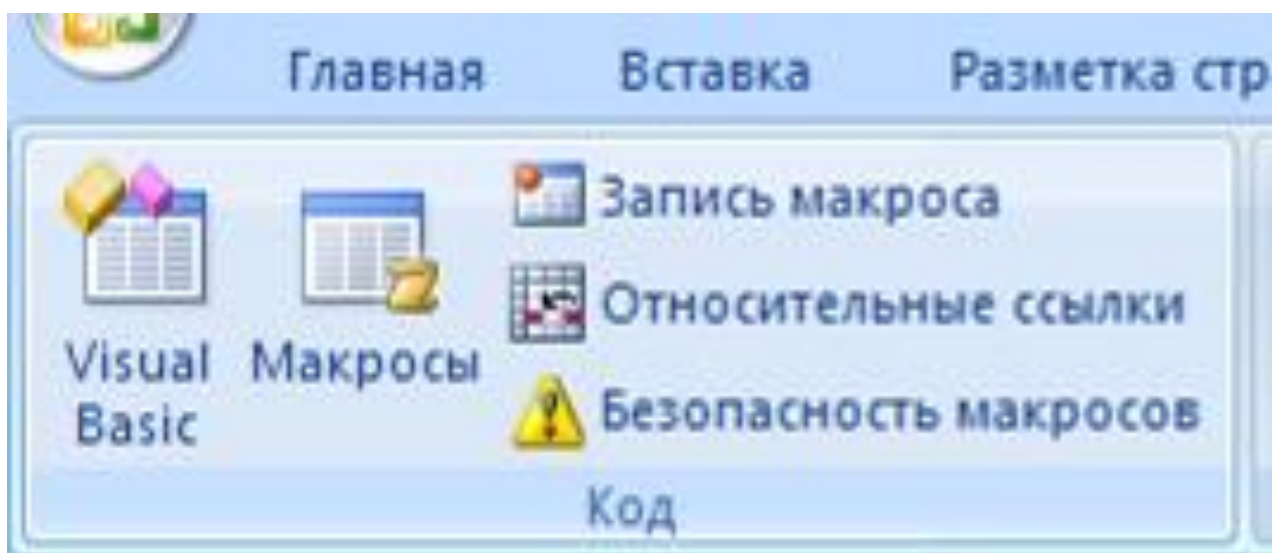 Главная Вставка Разметка стр
Visual Basic
Макросы
Запись макроса
Относительные ссылки
Безопасность макросов
Код